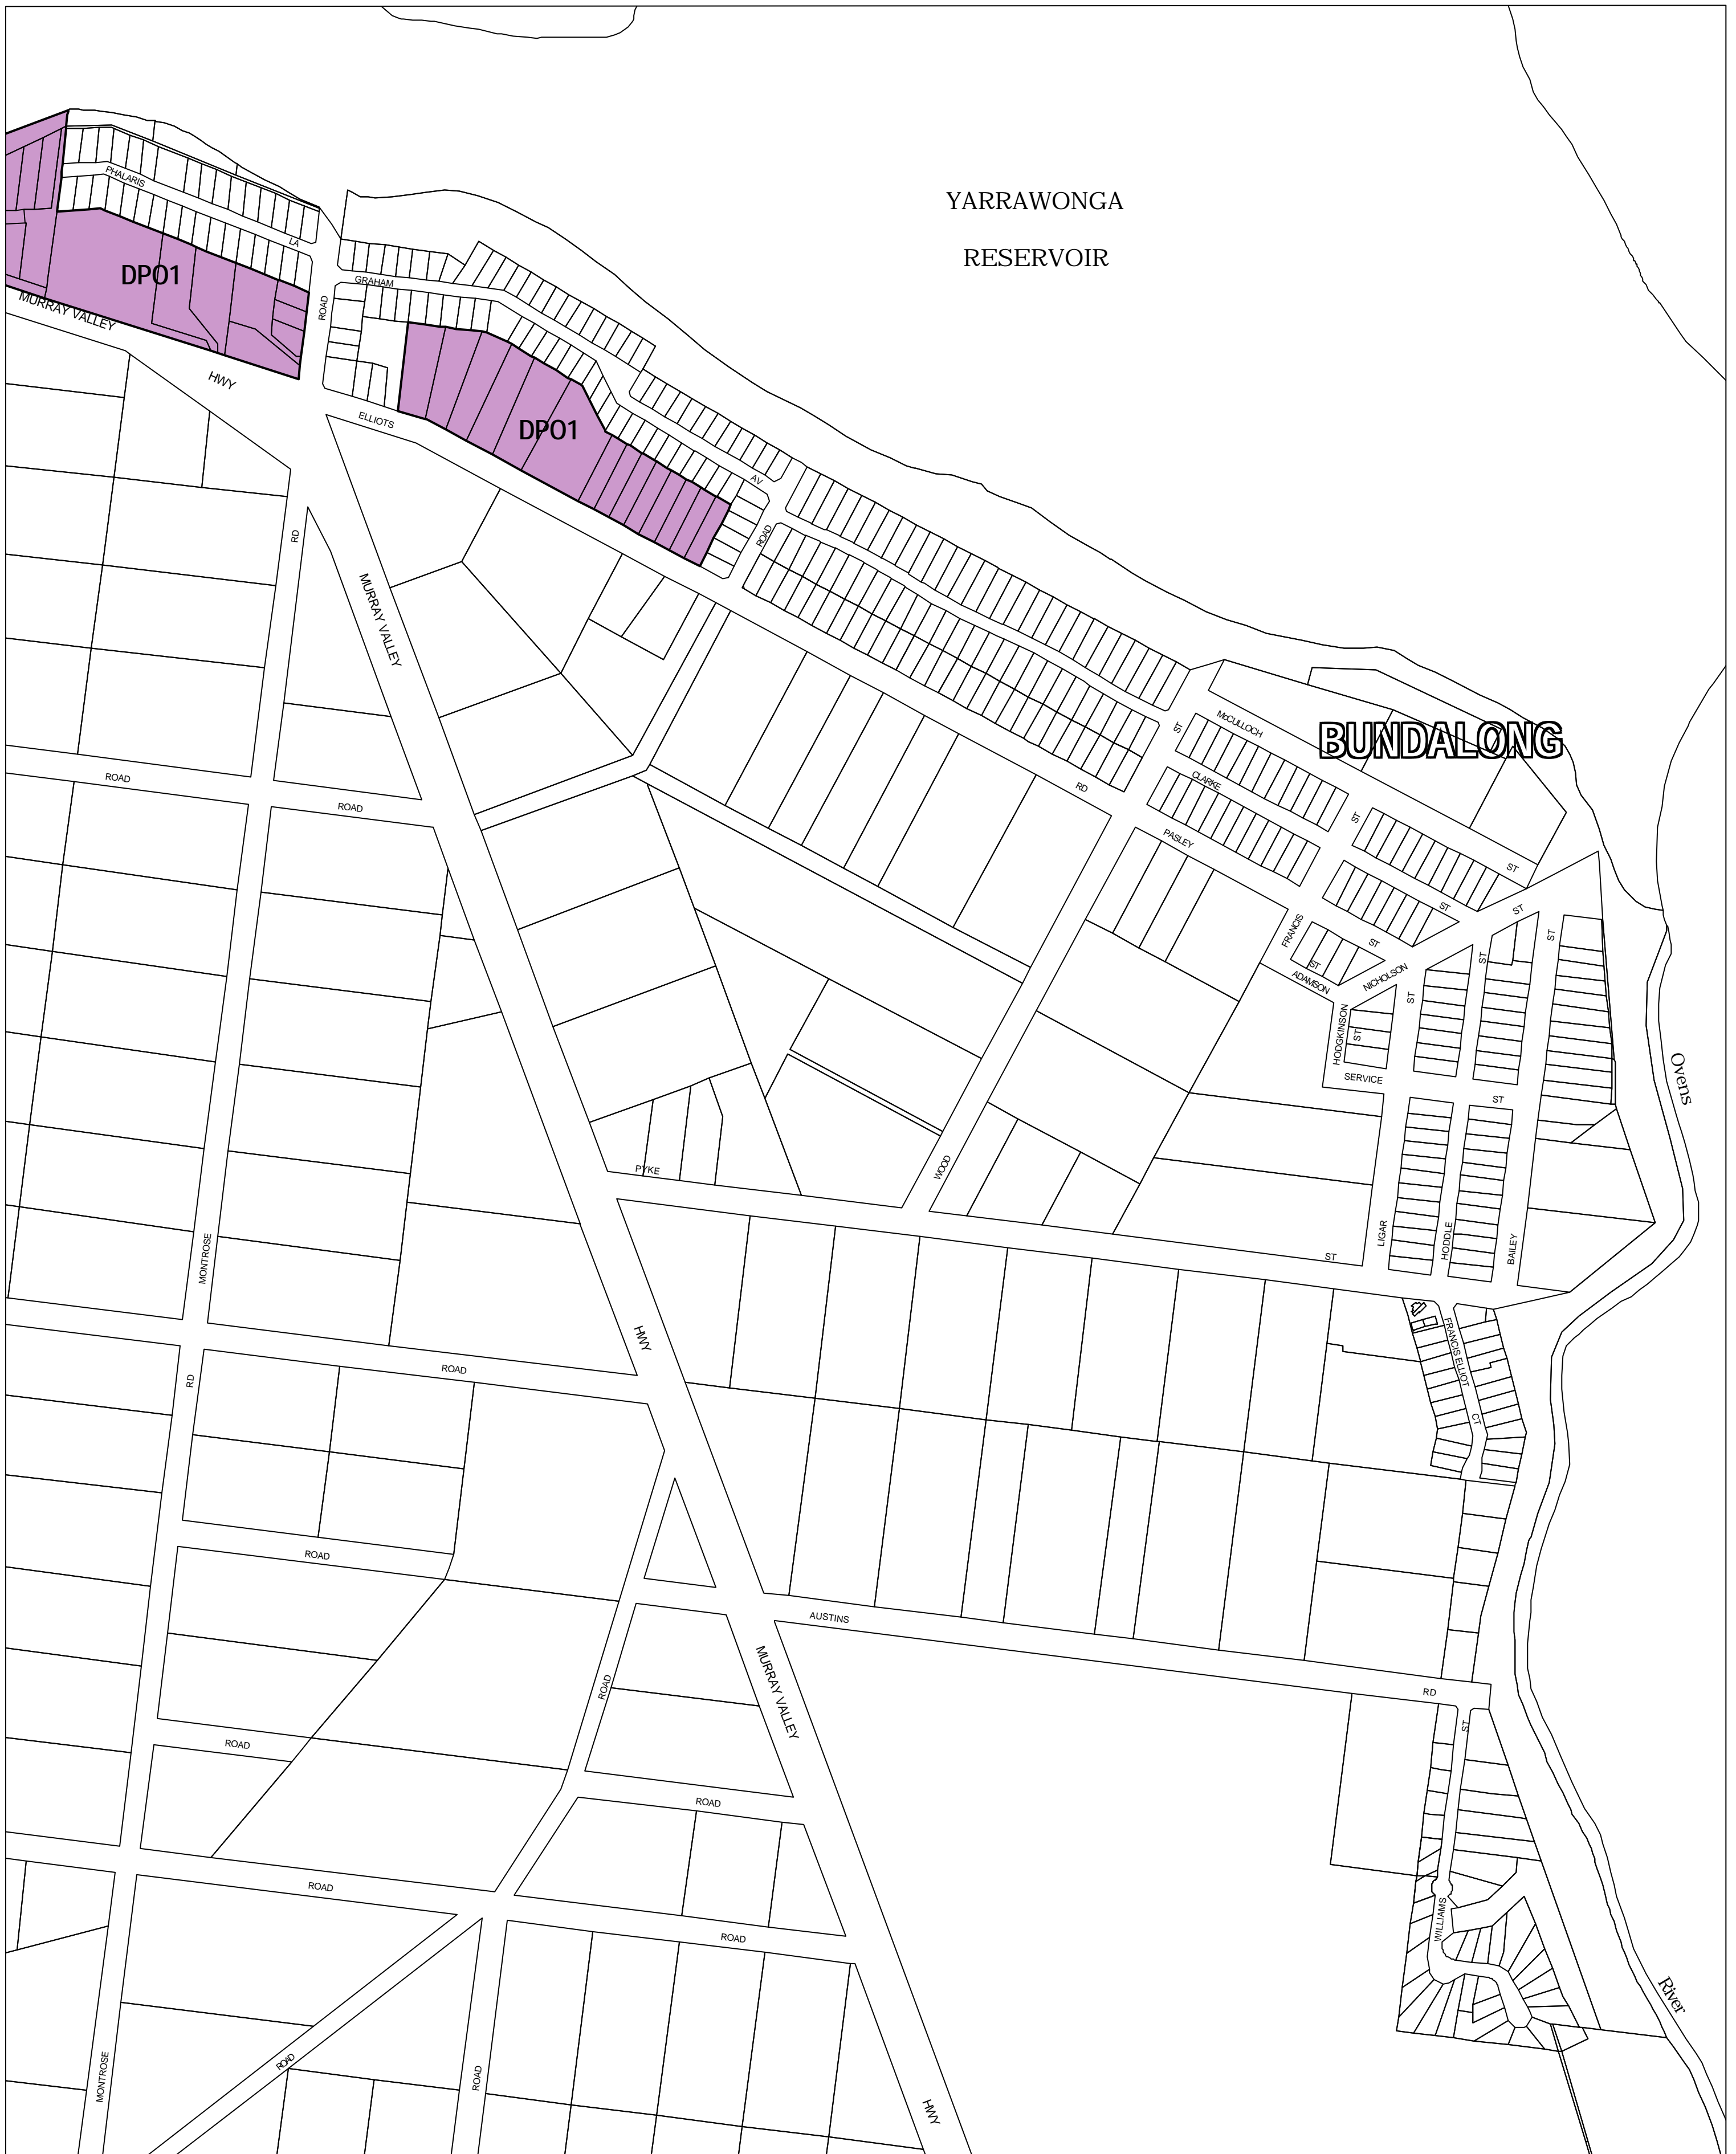 YARRAWONGA
RESERVOIR
PHALARIS
LA
DPO1
MURRAY VALLEY
HWY
ROAD
GRAHAM
ELLIOTS
DPO1
AV
ROAD
RD
MURRAY VALLEY
McCULLOCH
ST
BUNDALONG
CLARKE
RD
ROAD
ROAD
PASLEY
ST
ST
ST
ST
FRANCIS
ST
ST
ADAMSON
NICHOLSON
ST
ST
ST
HODGKINSON
ST
SERVICE
ST
Ovens
PYKE
WOOD
LIGAR
HODDLE
BAILEY
ST
MONTROSE
HWY
FRANCIS ELLIOT
CT
ROAD
RD
ROAD
AUSTINS
ROAD
MURRAY VALLEY
RD
ST
ROAD
ROAD
ROAD
WILLIAMS
ROAD
River
ROAD
MONTROSE
ROAD
HWY